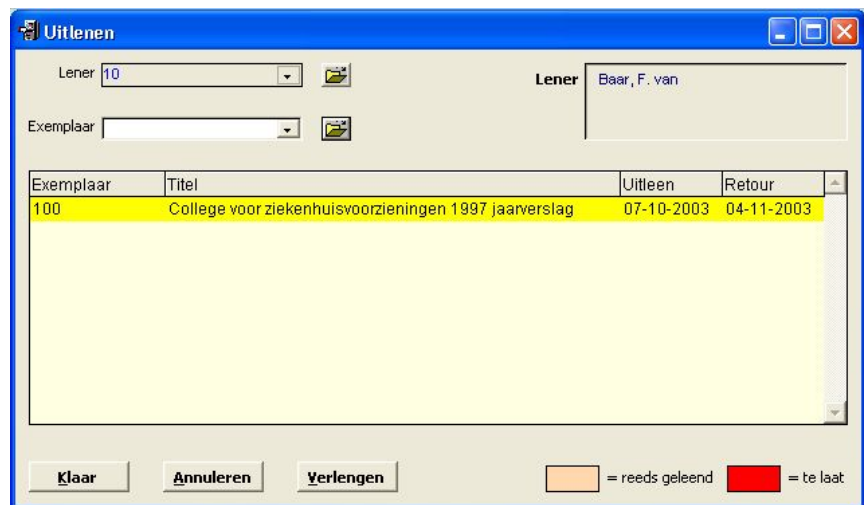 Uitlenen
Lener 10
Lener Baar, F. van
Exemplaar
Exemplaar Titel Uitleen Retour
100 College voor ziekenhuisvoorzieningen 1997 jaarverslag 07-10-2003 04-11-2003
Klaar Annuleren Verlengen = reeds geleend = te laat